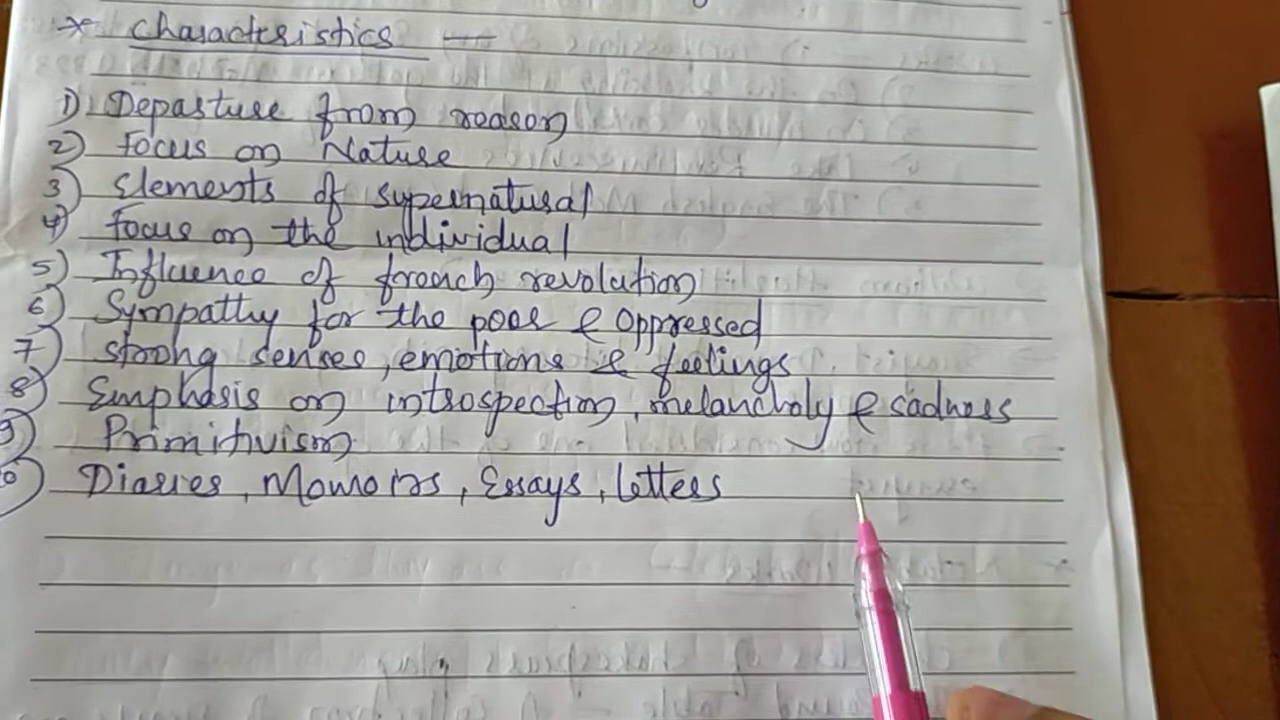 * Characteristics —
1) Departure from reason
2) Focus on Nature
3) Elements of supernatural
4) Focus on the individual
5) Influence of french revolution
6) Sympathy for the poor & oppressed
7) strong senses, emotions & feelings
8) Emphasis on introspection, melancholy & sadness
9) Primitivism
10) Diaries, Memoirs, Essays, letters